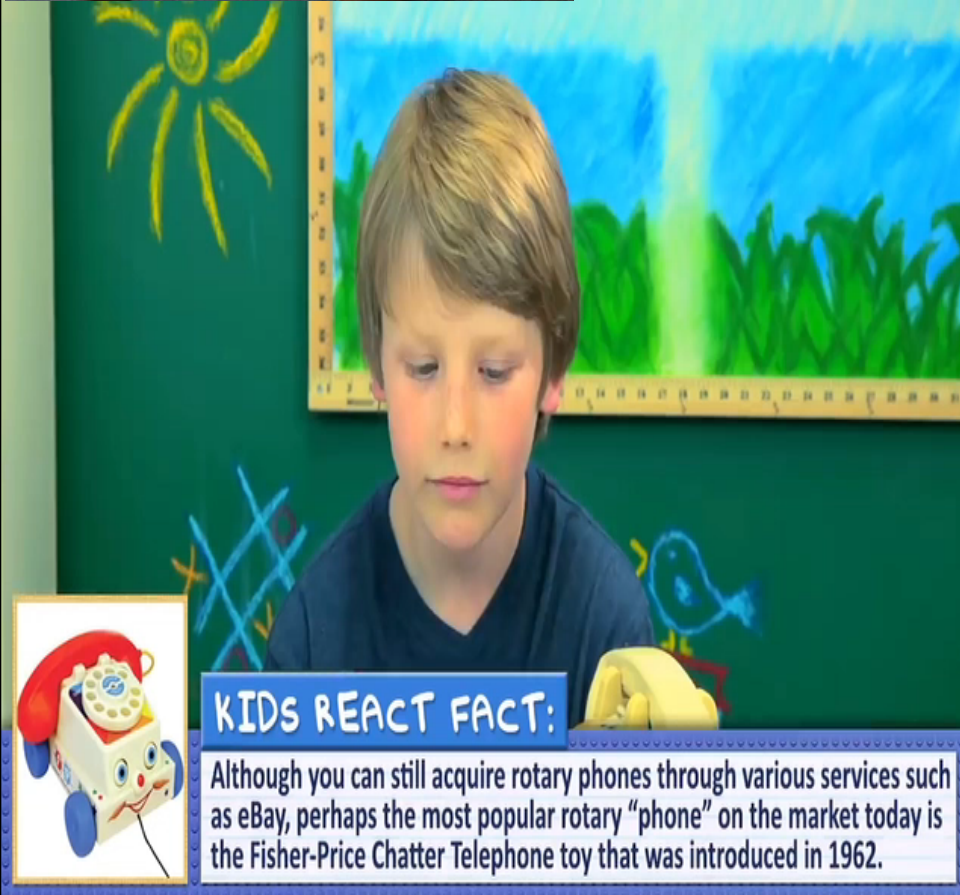 KIDS REACT FACT:
Although you can still acquire rotary phones through various services such
as eBay, perhaps the most popular rotary “phone” on the market today is
the Fisher-Price Chatter Telephone toy that was introduced in 1962.